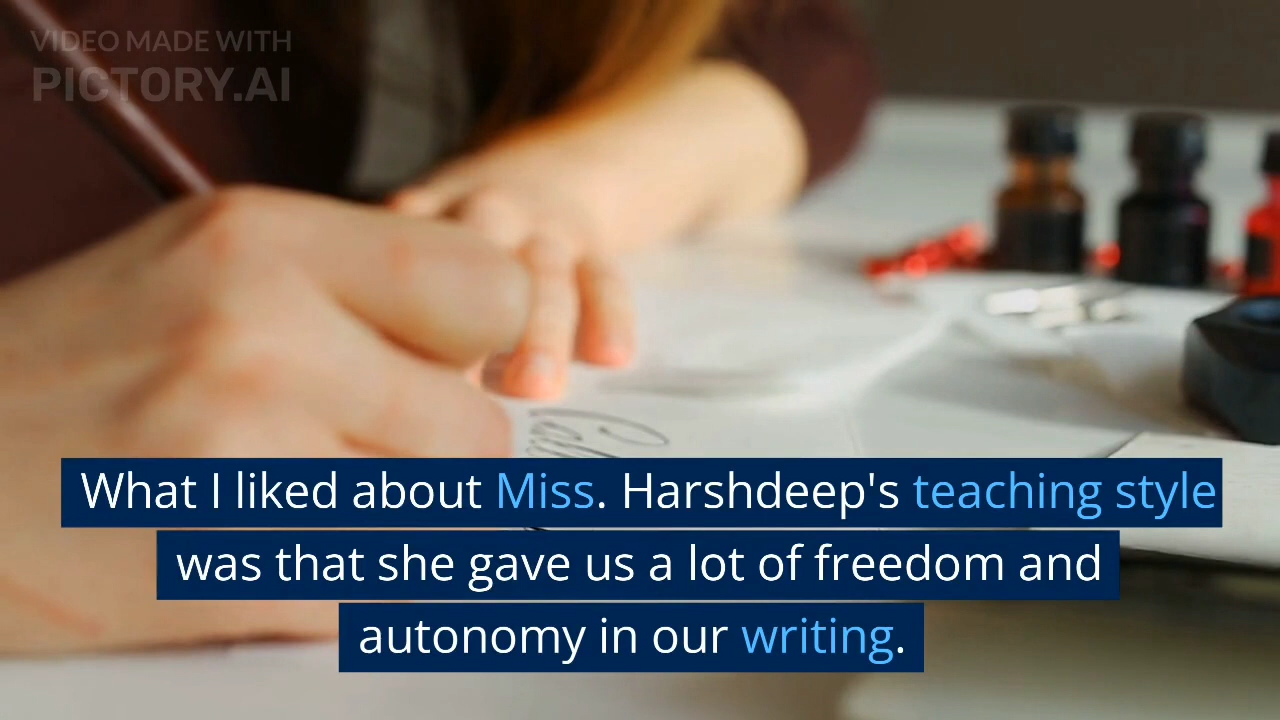 VIDEO MADE WITH
PICTORY.AI
What I liked about Miss. Harshdeep's teaching style
was that she gave us a lot of freedom and
autonomy in our writing.